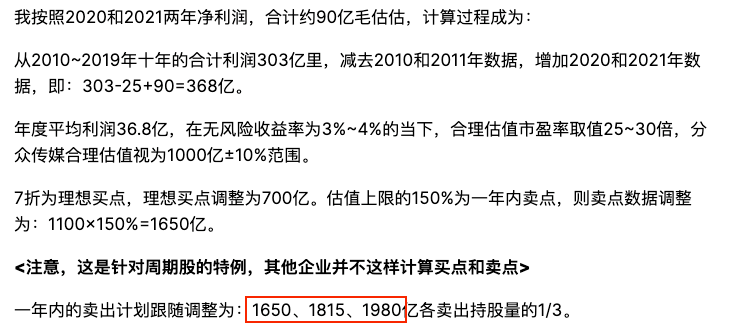 我按照2020和2021两年净利润，合计约90亿毛估估，计算过程成为：
从2010~2019年十年的合计利润303亿里，减去2010和2011年数据，增加2020和2021年数
据，即：303-25+90=368亿。
年度平均利润36.8亿，在无风险收益率为3%~4%的当下，合理估值市盈率取值25~30倍，分
众传媒合理估值视为1000亿±10%范围。
7折为理想买点，理想买点调整为700亿。估值上限的150%为一年内卖点，则卖点数据调整
为：1100×150%=1650亿。
<注意，这是针对周期股的特例，其他企业并不这样计算买点和卖点>
一年内的卖出计划跟随调整为：1650、1815、1980亿各卖出持股量的1/3。